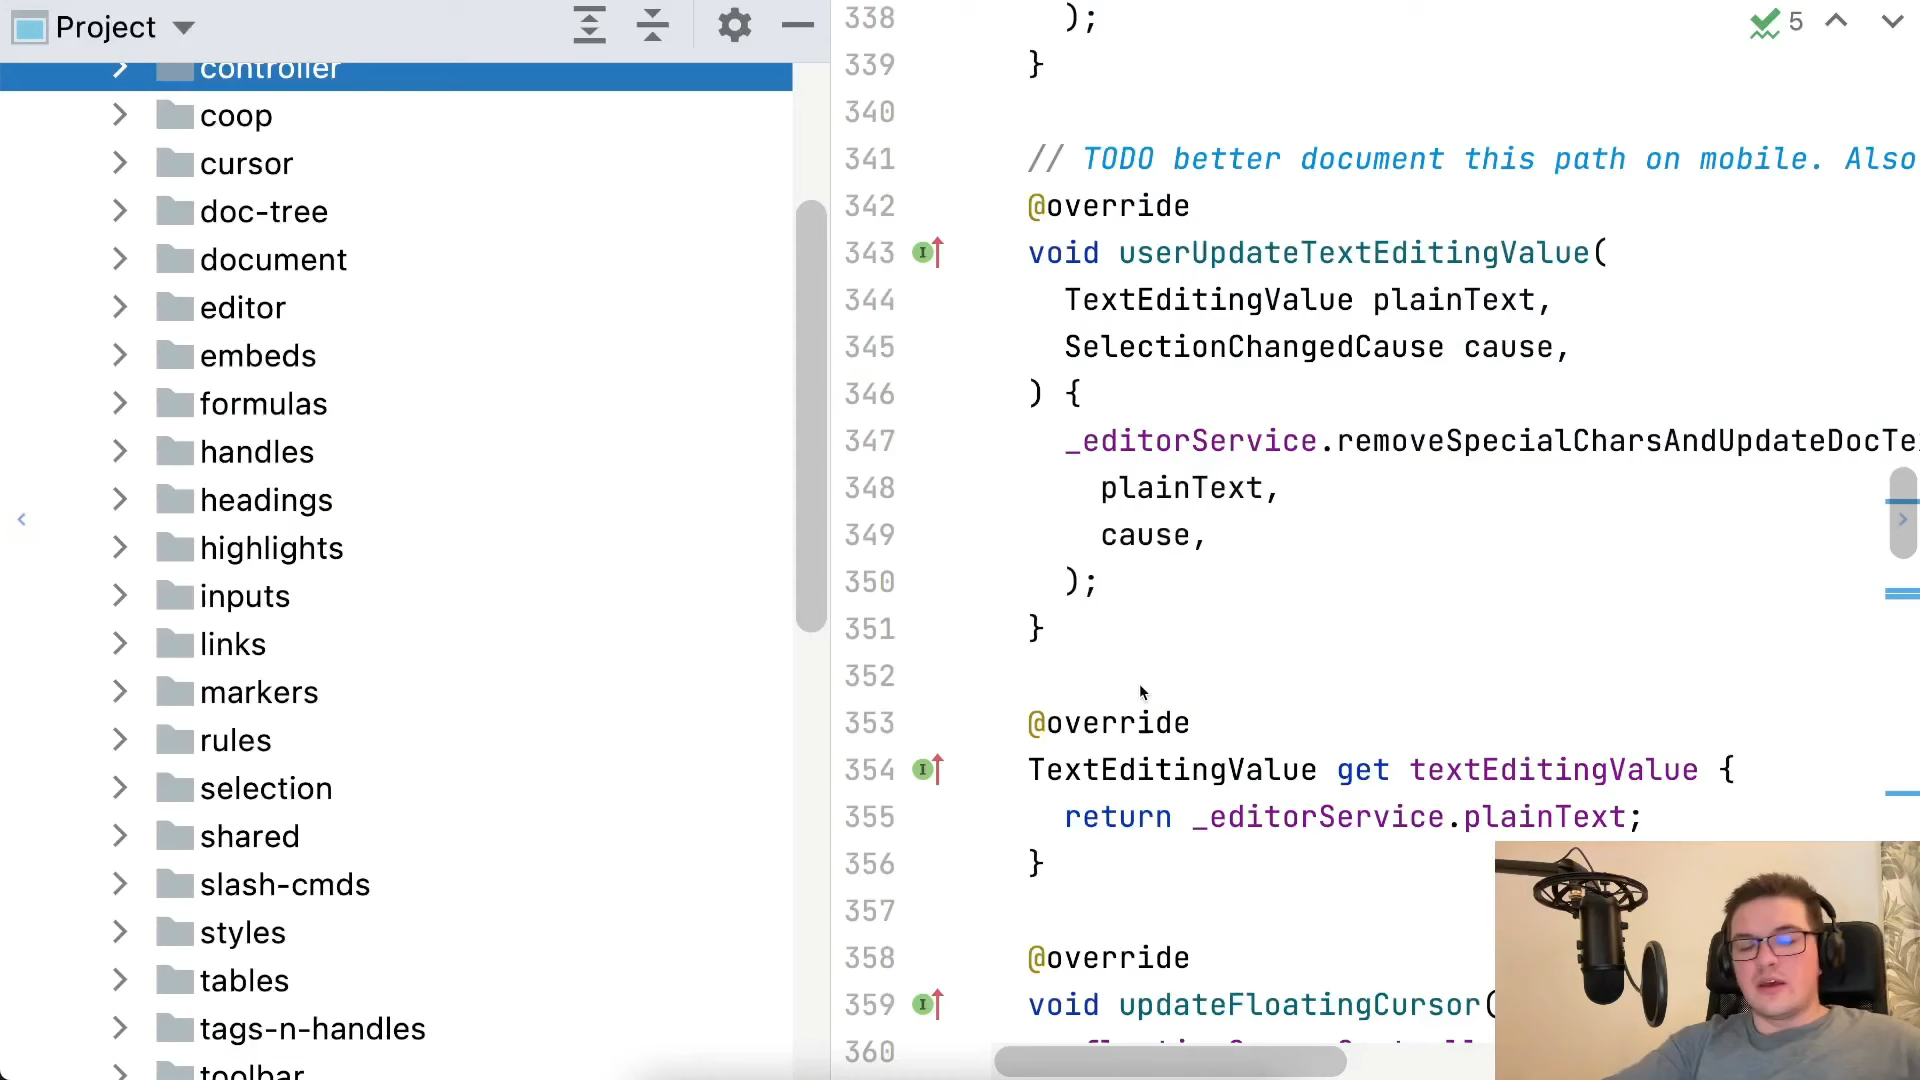 Project
controller
coop
cursor
doc-tree
document
editor
embeds
formulas
handles
headings
highlights
inputs
links
markers
rules
selection
shared
slash-cmds
styles
tables
tags-n-handles
toolbar
5
338 );
339 }
340
341 // TODO better document this path on mobile. Also
342 @override
343 void userUpdateTextEditingValue(
344 TextEditingValue plainText,
345 SelectionChangedCause cause,
346 ) {
347 _editorService.removeSpecialCharsAndUpdateDocTe
348 plainText,
349 cause,
350 );
351 }
352
353 @override
354 TextEditingValue get textEditingValue {
355 return _editorService.plainText;
356 }
357
358 @override
359 void updateFloatingCursor(
360